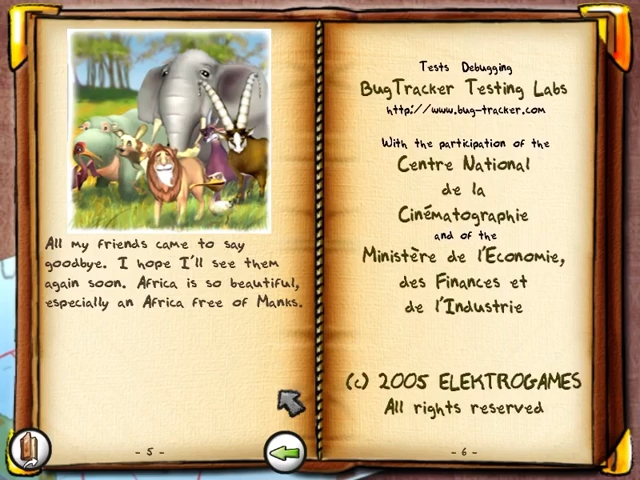 All my friends came to say
goodbye. I hope I'll see them
again soon. Africa is so beautiful,
especially an Africa free of Manks.
- 5 -
Tests Debugging
BugTracker Testing Labs
http://www.bug-tracker.com
With the participation of the
Centre National
de la
Cinématographie
and of the
Ministère de l'Economie,
des Finances et
de l'Industrie
(c) 2005 ELEKTROGAMES
All rights reserved
- 6 -